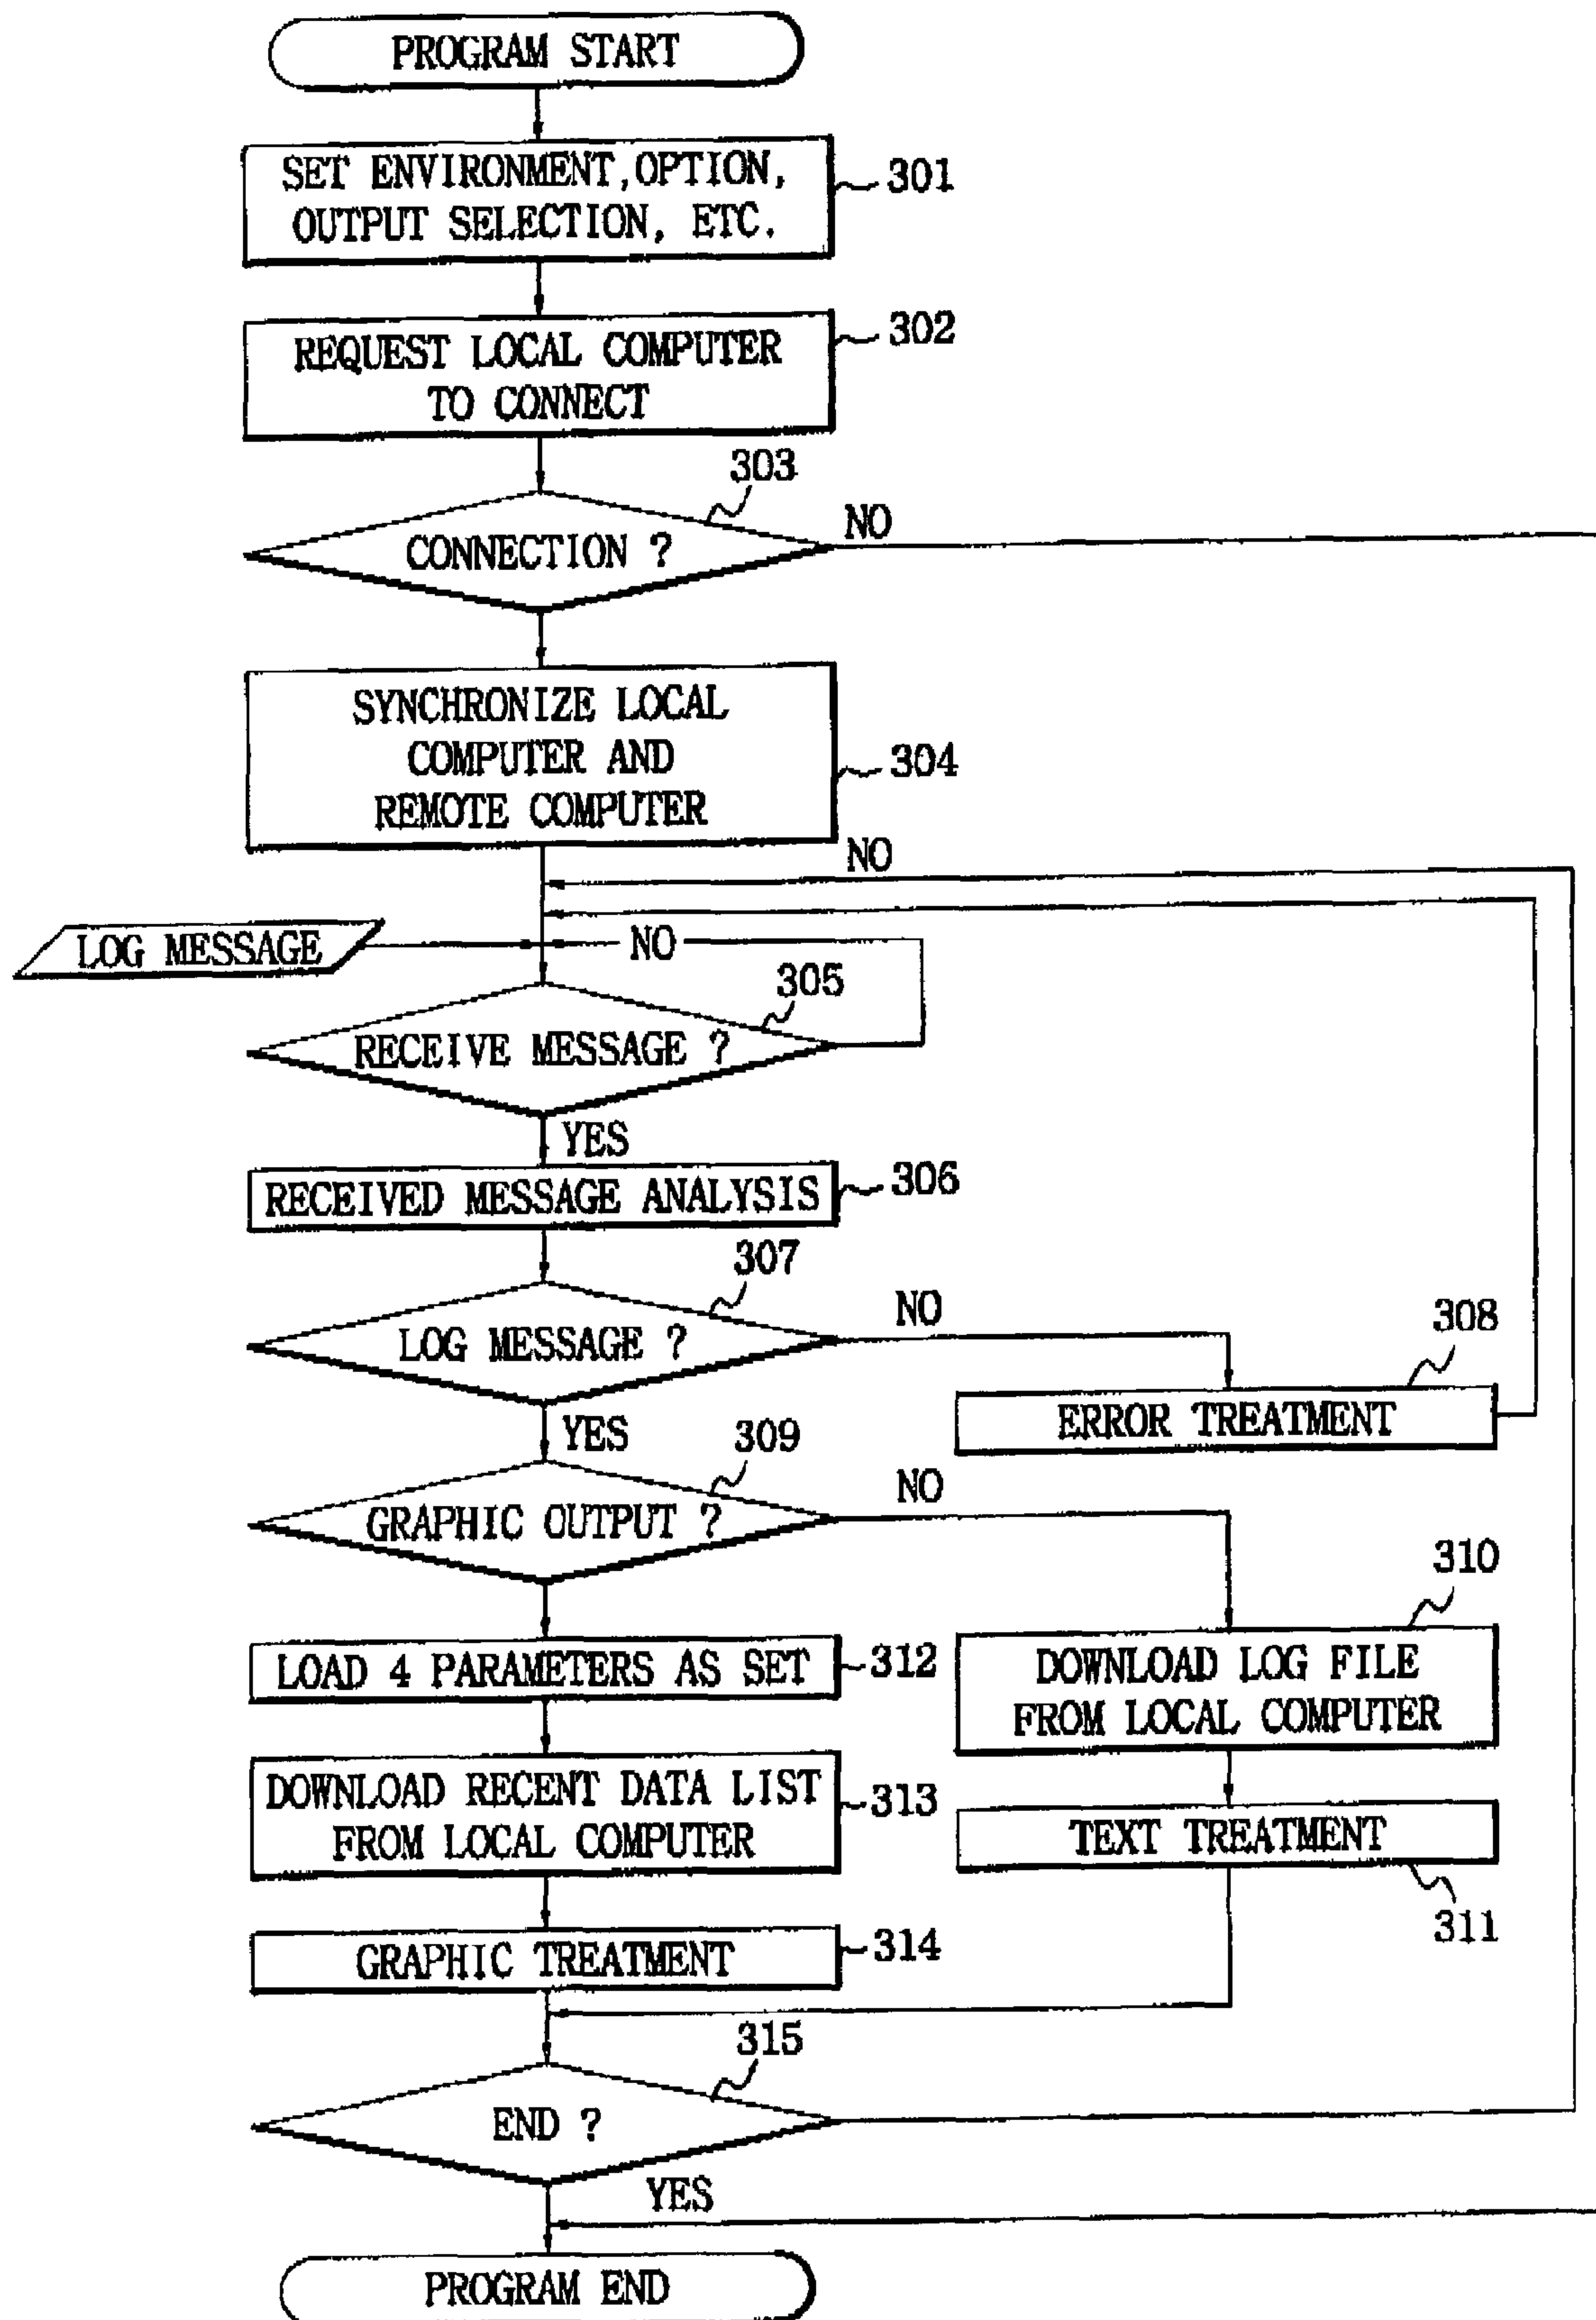 PROGRAM START
SET ENVIRONMENT, OPTION,
OUTPUT SELECTION, ETC.
301
REQUEST LOCAL COMPUTER
TO CONNECT
302
303
CONNECTION ?
NO
SYNCHRONIZE LOCAL
COMPUTER AND
REMOTE COMPUTER
304
NO
LOG MESSAGE
NO
305
RECEIVE MESSAGE ?
YES
RECEIVED MESSAGE ANALYSIS
306
307
LOG MESSAGE ?
NO
308
ERROR TREATMENT
YES
309
GRAPHIC OUTPUT ?
NO
310
LOAD 4 PARAMETERS AS SET
312
DOWNLOAD LOG FILE
FROM LOCAL COMPUTER
DOWNLOAD RECENT DATA LIST
FROM LOCAL COMPUTER
313
TEXT TREATMENT
311
GRAPHIC TREATMENT
314
315
END ?
YES
PROGRAM END